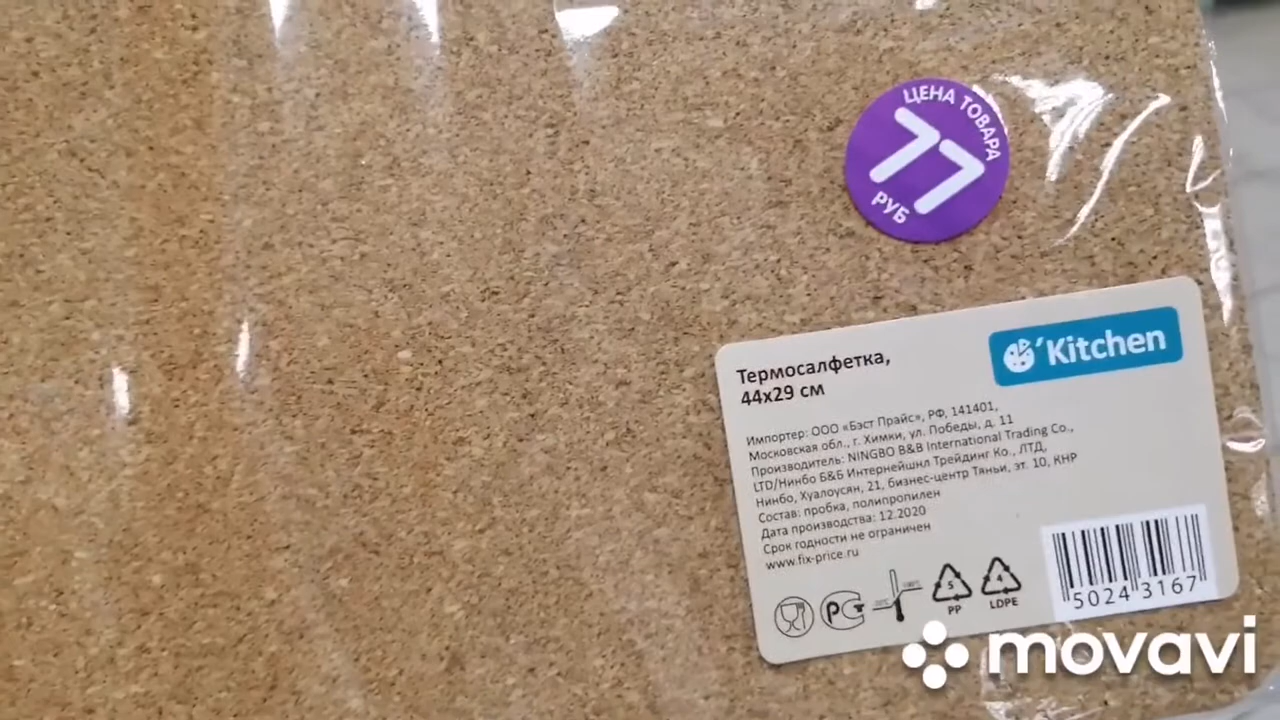 ЦЕНА ТОВАРА
77
РУБ
'Kitchen
Термосалфетка,
44х29 см
Импортер: ООО «Бэст Прайс», РФ, 141401,
Московская обл., г. Химки, ул. Победы, д. 11
Производитель: NINGBO B&B International Trading Co.,
LTD/Нинбо Б&Б Интернейшнл Трейдинг Ко., ЛТД,
Нинбо, Хуалоусян, 21, бизнес-центр Тяньи, эт. 10, КНР
Состав: пробка, полипропилен
Дата производства: 12.2020
Срок годности не ограничен
www.fix-price.ru
5
PP
4
LDPE
5024 3167
movavi